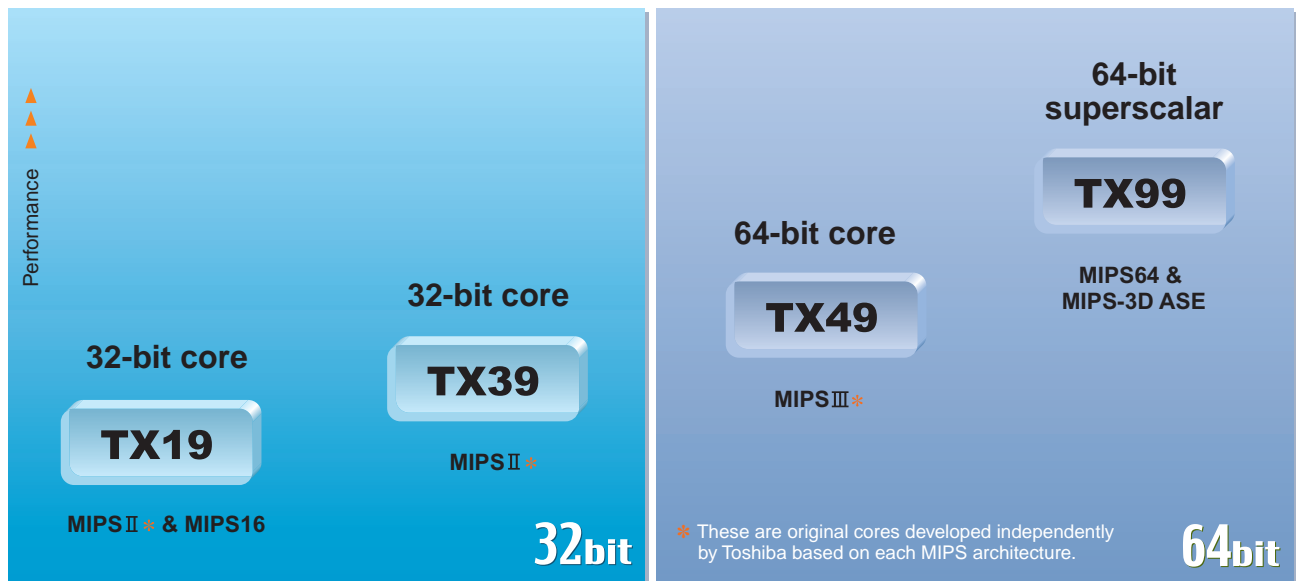 Performance
32-bit core
TX19
MIPSⅡ* & MIPS16
32-bit core
TX39
MIPSⅡ*
32bit
64-bit core
TX49
MIPSⅢ*
64-bit
superscalar
TX99
MIPS64 &
MIPS-3D ASE
* These are original cores developed independently
by Toshiba based on each MIPS architecture.
64bit